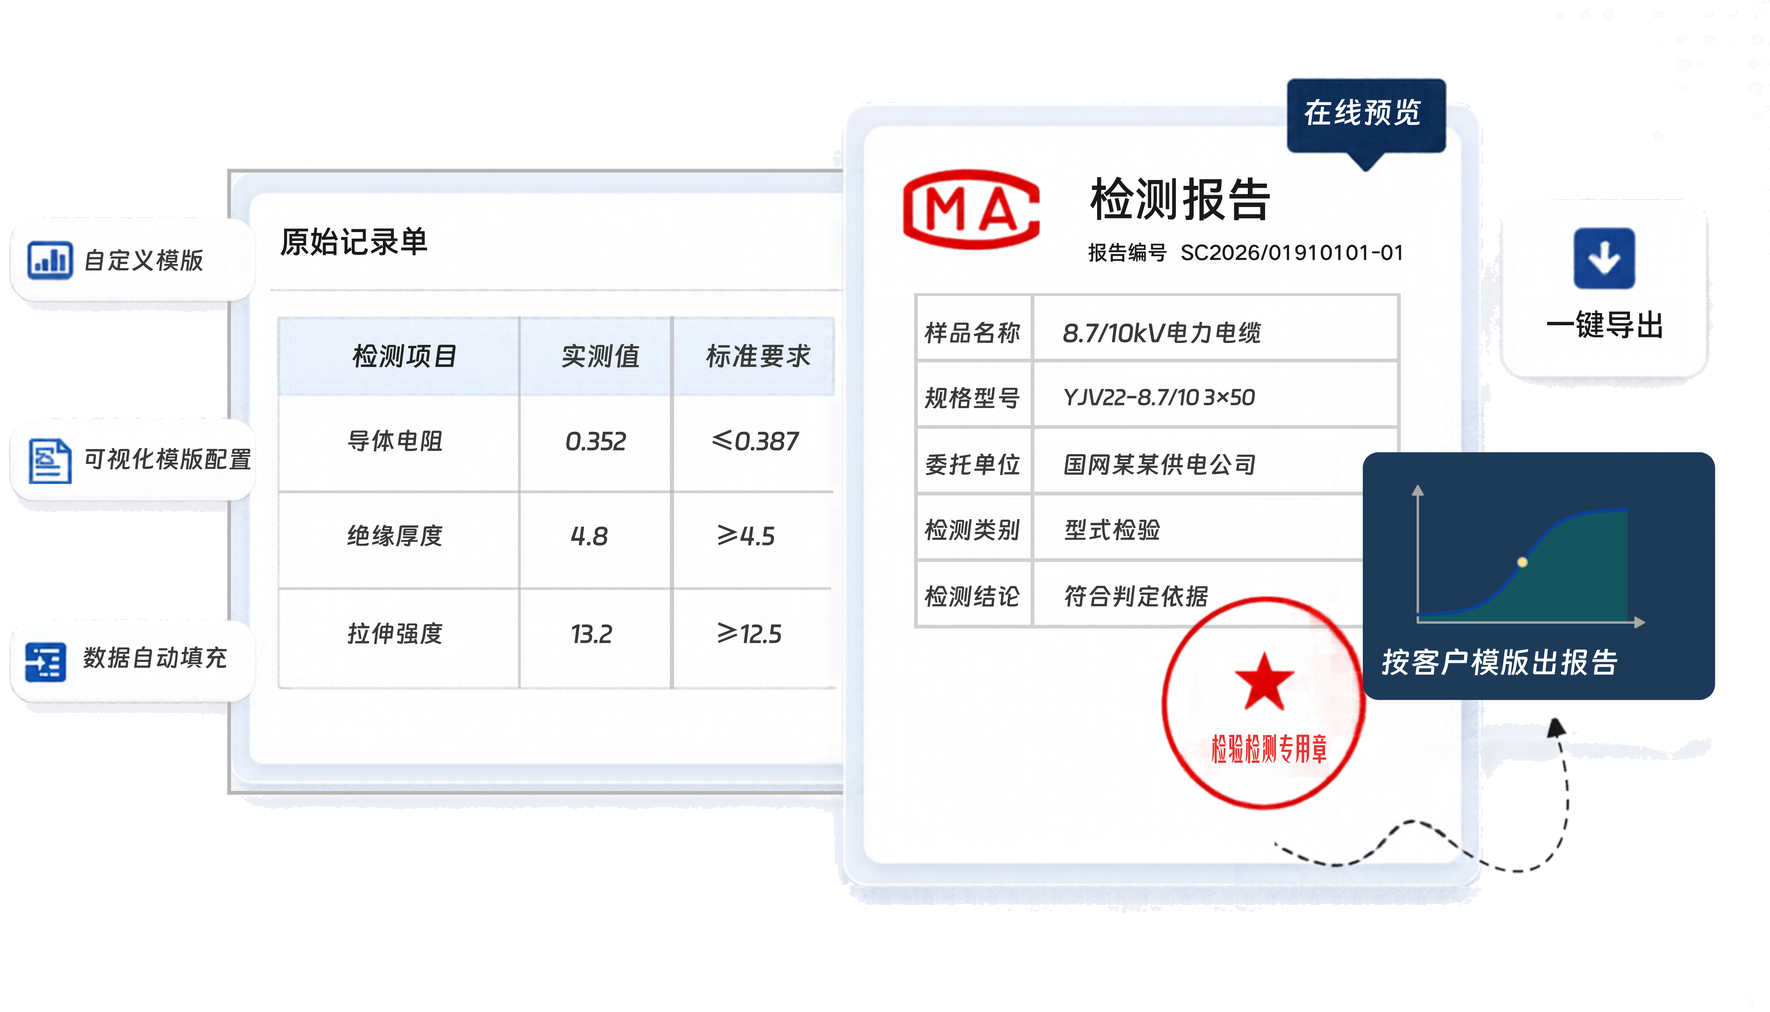 在线预览
自定义模版
可视化模版配置
数据自动填充
原始记录单
检测项目 实测值 标准要求
导体电阻 0.352 ≤0.387
绝缘厚度 4.8 ≥4.5
拉伸强度 13.2 ≥12.5
MA
检测报告
报告编号 SC2026/01910101-01
样品名称 8.7/10kV电力电缆
规格型号 YJV22-8.7/10 3×50
委托单位 国网某某供电公司
检测类别 型式检验
检测结论 符合判定依据
检验检测专用章
一键导出
按客户模版出报告